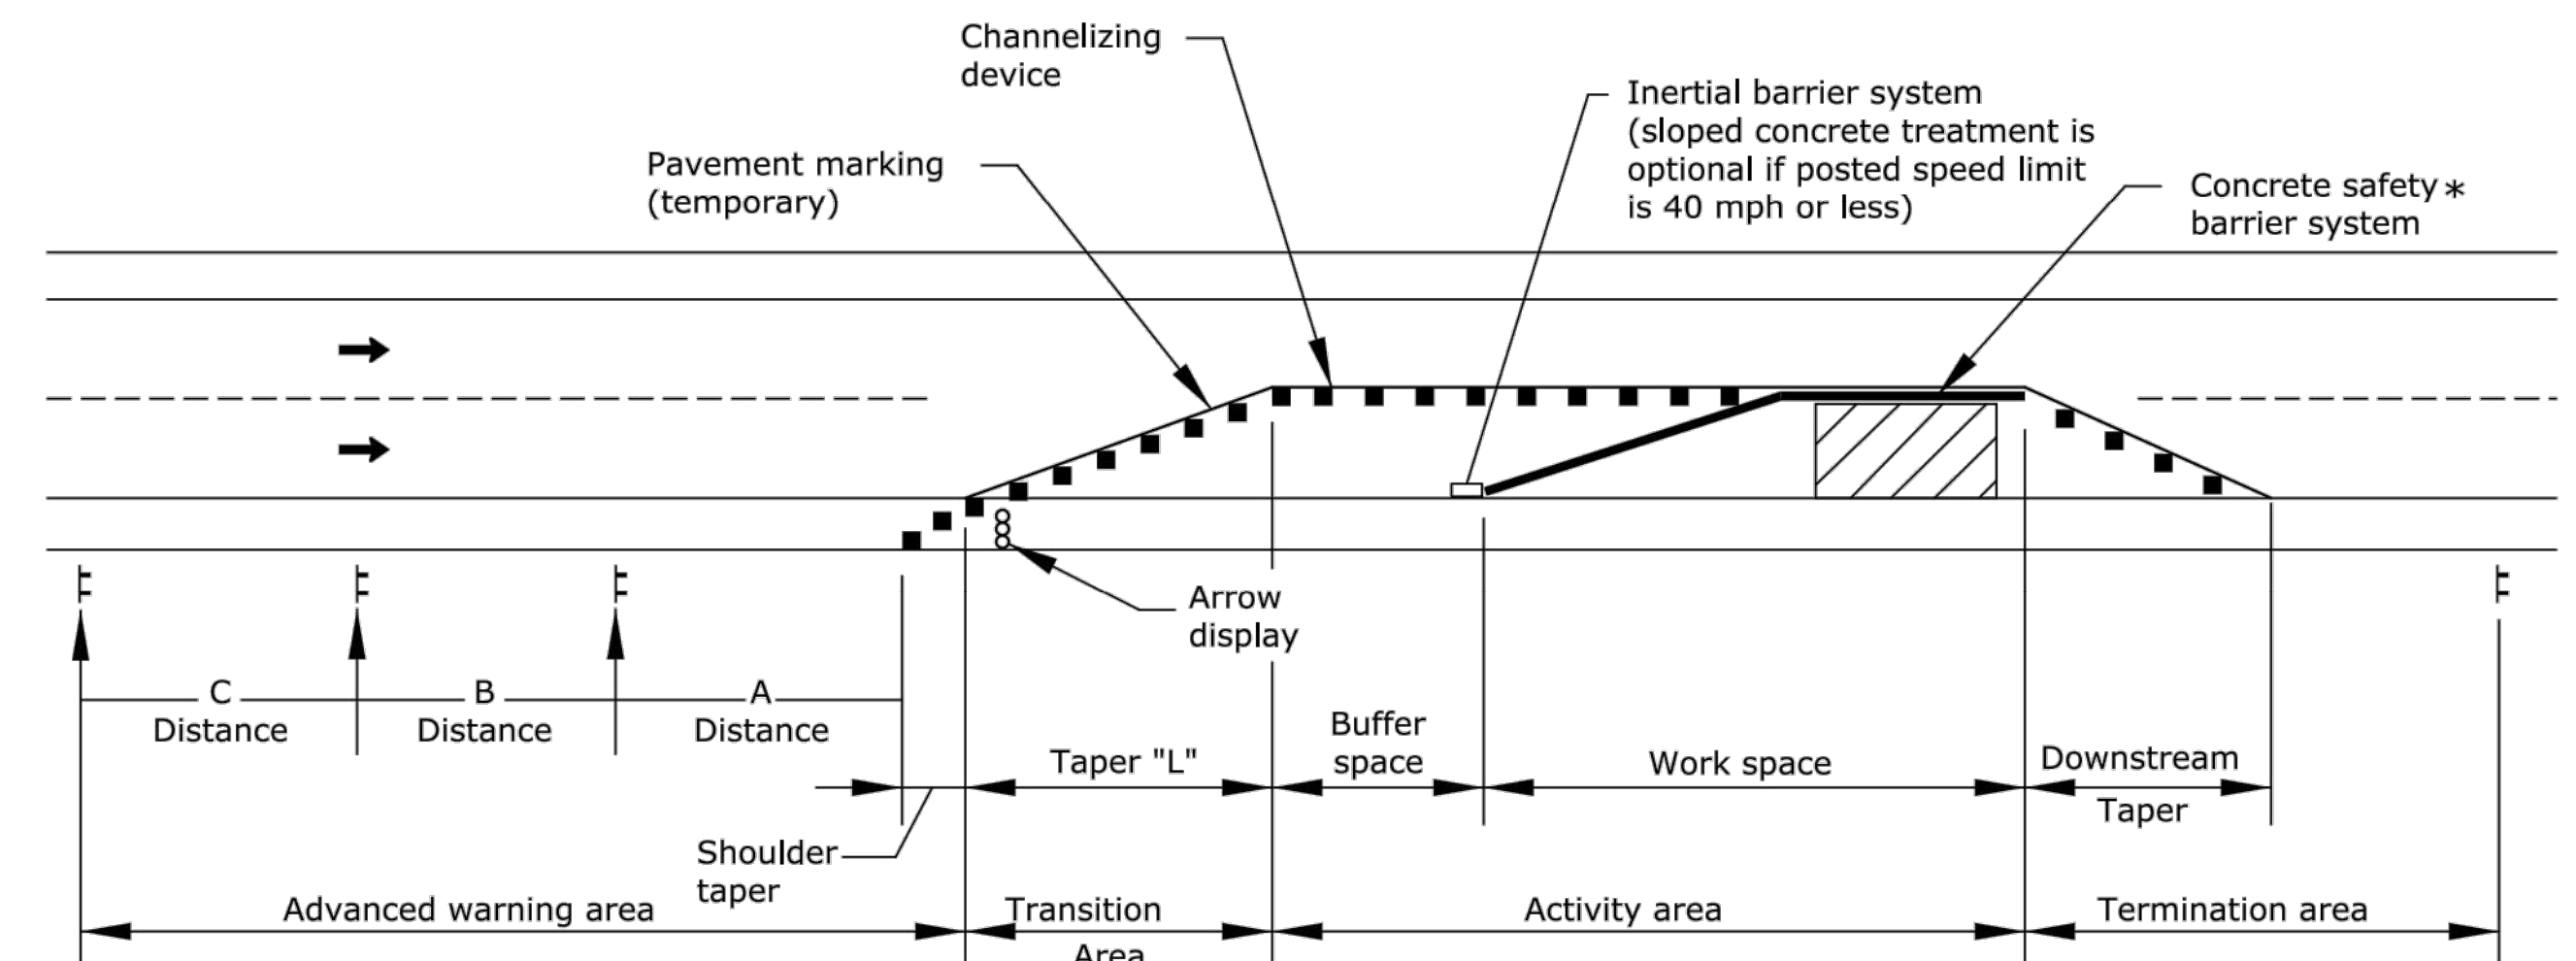 Channelizing
device
Inertial barrier system
(sloped concrete treatment is
optional if posted speed limit
is 40 mph or less)
Pavement marking
(temporary)
Concrete safety*
barrier system
Arrow
display
C
Distance
B
Distance
A
Distance
Taper "L"
Buffer
space
Work space
Downstream
Taper
Shoulder
taper
Advanced warning area
Transition
Area
Activity area
Termination area